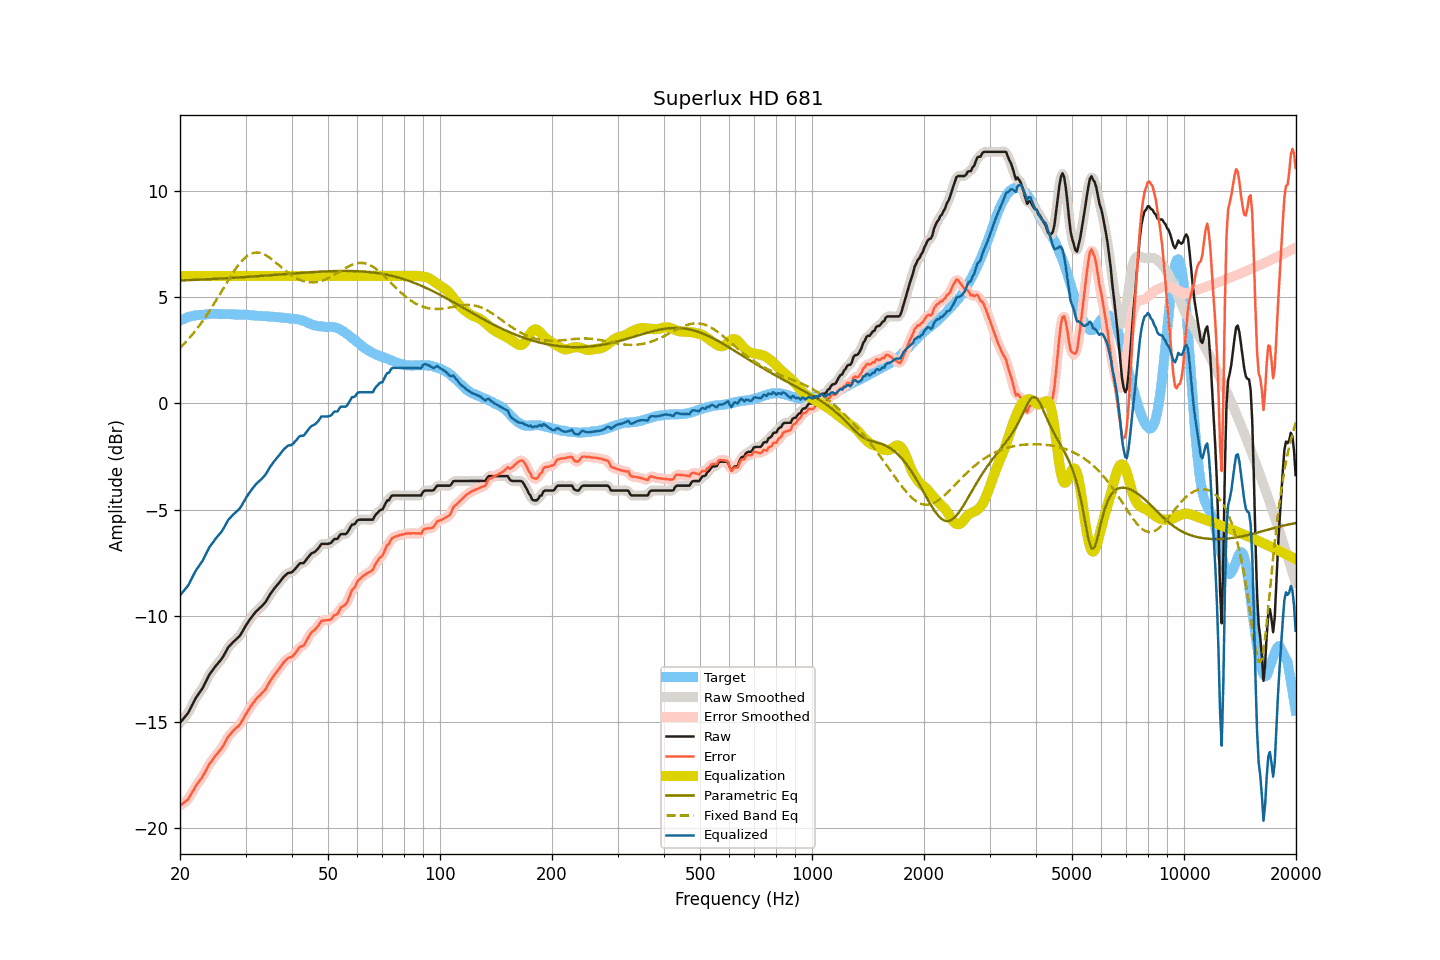 Superlux HD 681
Amplitude (dBr)
10
5
0
−5
−10
−15
−20
Target
Raw Smoothed
Error Smoothed
Raw
Error
Equalization
Parametric Eq
Fixed Band Eq
Equalized
20 50 100 200 500 1000 2000 5000 10000 20000
Frequency (Hz)